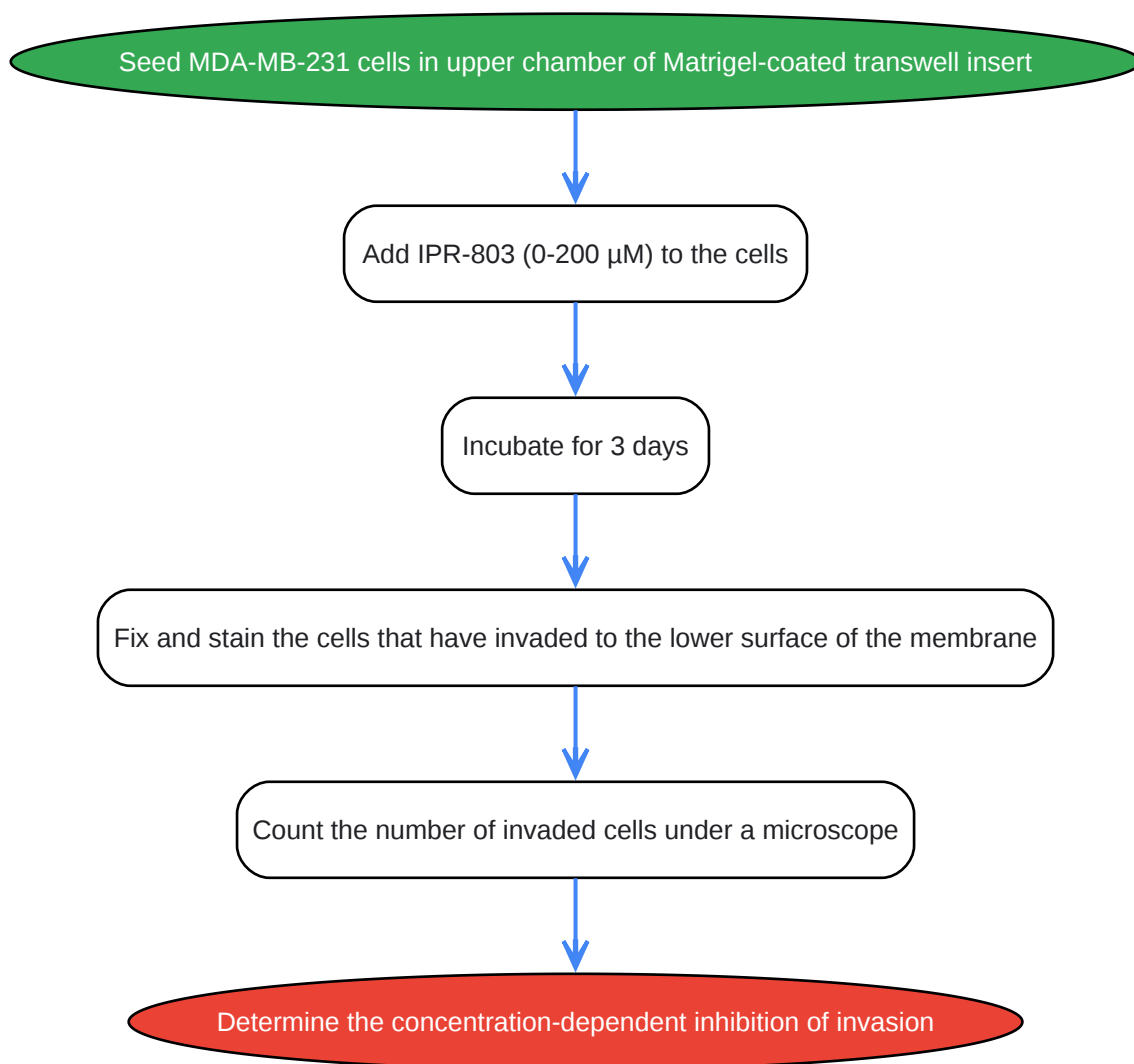 Seed MDA-MB-231 cells in upper chamber of Matrigel-coated transwell insert
Add IPR-803 (0-200 µM) to the cells
Incubate for 3 days
Fix and stain the cells that have invaded to the lower surface of the membrane
Count the number of invaded cells under a microscope
Determine the concentration-dependent inhibition of invasion